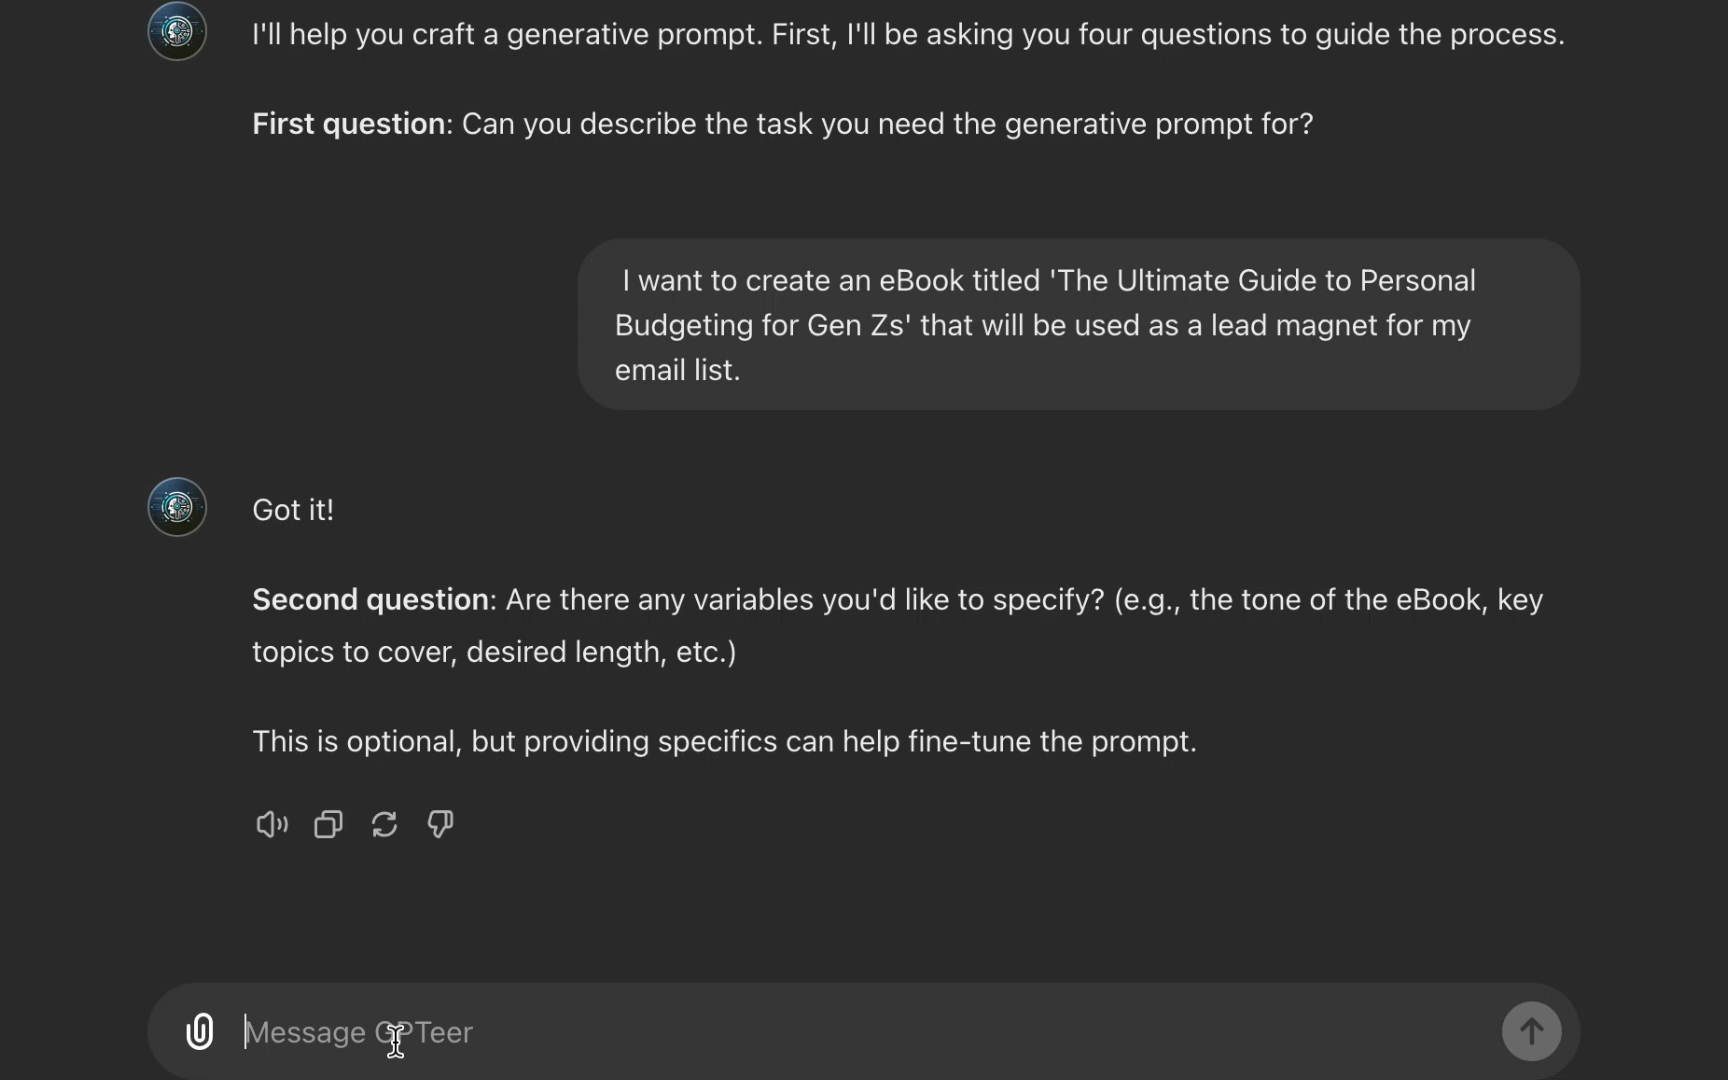 I'll help you craft a generative prompt. First, I'll be asking you four questions to guide the process.
First question: Can you describe the task you need the generative prompt for?
I want to create an eBook titled 'The Ultimate Guide to Personal
Budgeting for Gen Zs' that will be used as a lead magnet for my
email list.
Got it!
Second question: Are there any variables you'd like to specify? (e.g., the tone of the eBook, key
topics to cover, desired length, etc.)
This is optional, but providing specifics can help fine-tune the prompt.
Message GPTeer